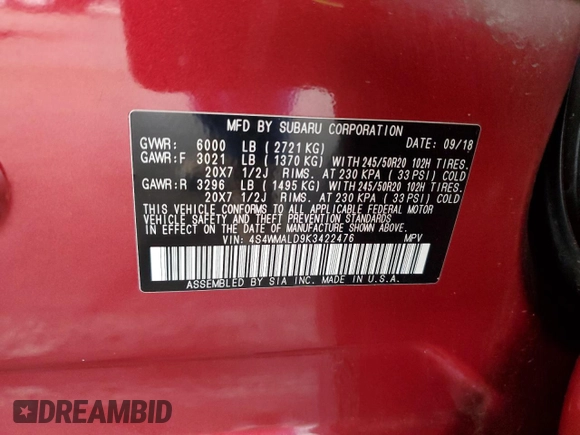 MFD BY SUBARU CORPORATION DATE: 09/18
GVWR: 6000 LB ( 2721 KG)
GAWR: F 3021 LB ( 1370 KG) WITH 245/50R20 102H TIRES.
20X7 1/2J RIMS. AT 230 KPA ( 33 PSI) COLD
GAWR: R 3296 LB ( 1495 KG) WITH 245/50R20 102H TIRES.
20X7 1/2J RIMS. AT 230 KPA ( 33 PSI) COLD
THIS VEHICLE CONFORMS TO ALL APPLICABLE FEDERAL MOTOR
VEHICLE SAFETY AND THEFT PREVENTION STANDARDS
IN EFFECT ON THE DATE OF MANUFACTURE SHOWN ABOVE
VIN: 4S4WMALD9K3422476 MPV
ASSEMBLED BY SIA INC. MADE IN U.S.A.
DREAMBID